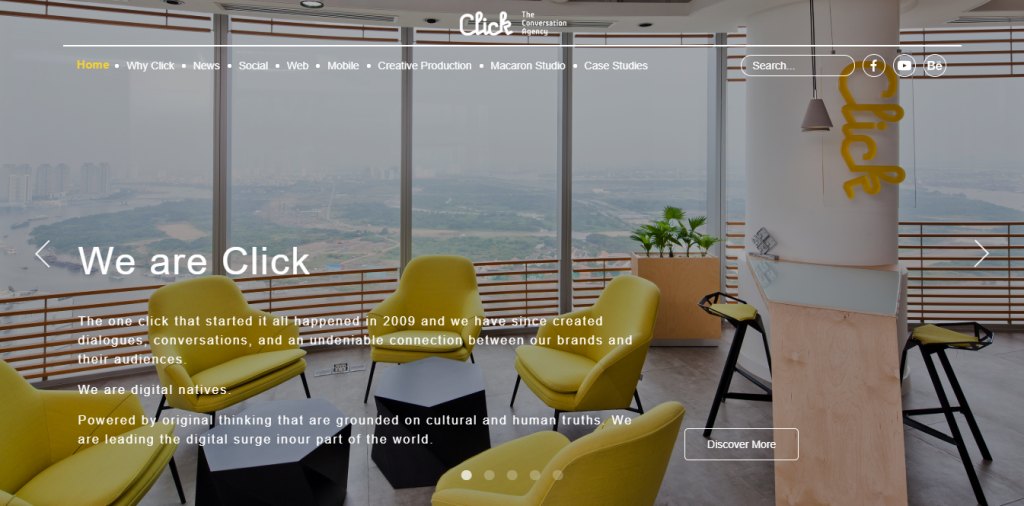 Click The
Conversation
Agency
Home Why Click News Social Web Mobile Creative Production Macaron Studio Case Studies Search... f Bē
Click
We are Click
The one click that started it all happened in 2009 and we have since created
dialogues, conversations, and an undeniable connection between our brands and
their audiences.
We are digital natives.
Powered by original thinking that are grounded on cultural and human truths. We
are leading the digital surge inour part of the world.
Discover More